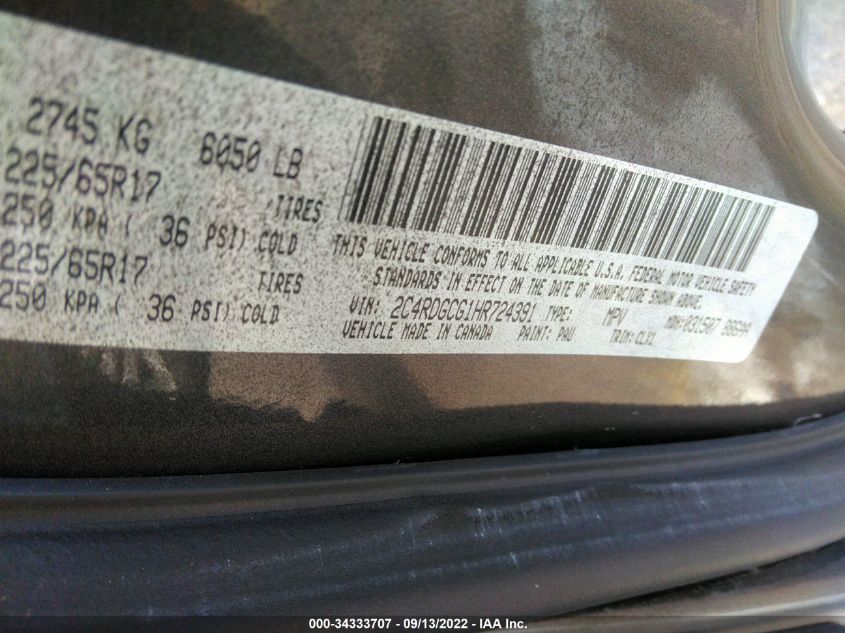 2745 KG 6050 LB
225/65R17 TIRES
250 KPA ( 36 PSI) COLD
225/65R17 TIRES
250 KPA ( 36 PSI) COLD
THIS VEHICLE CONFORMS TO ALL APPLICABLE U.S.A. FEDERAL MOTOR VEHICLE SAFETY
STANDARDS IN EFFECT ON THE DATE OF MANUFACTURE SHOWN ABOVE.
VIN: 2C4RDGCG1HR724391 TYPE: MPV MDH:
VEHICLE MADE IN CANADA PAINT: PAU TRIM:
000-34333707 - 09/13/2022 - IAA Inc.